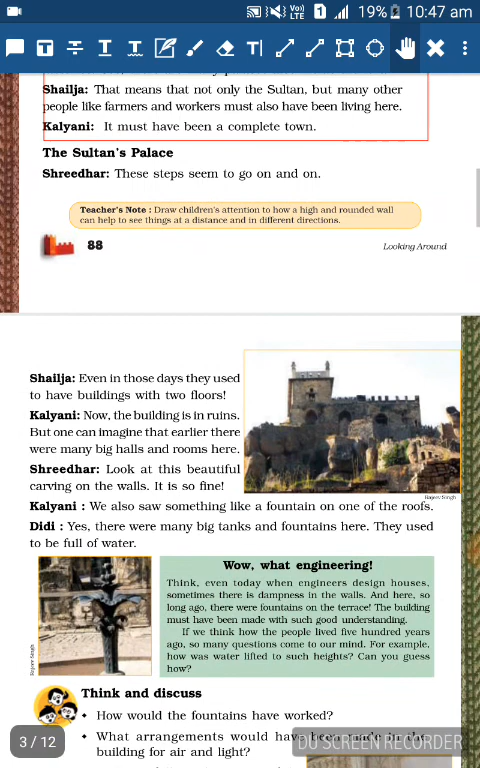 Vo))
LTE
1
19%
10:47 am
Shailja: That means that not only the Sultan, but many other
people like farmers and workers must also have been living here.
Kalyani: It must have been a complete town.
The Sultan's Palace
Shreedhar: These steps seem to go on and on.
Teacher's Note : Draw children's attention to how a high and rounded wall
can help to see things at a distance and in different directions.
88
Looking Around
Shailja: Even in those days they used
to have buildings with two floors!
Kalyani: Now, the building is in ruins.
But one can imagine that earlier there
were many big halls and rooms here.
Shreedhar: Look at this beautiful
carving on the walls. It is so fine!
Rajeev Singh
Kalyani : We also saw something like a fountain on one of the roofs.
Didi : Yes, there were many big tanks and fountains here. They used
to be full of water.
Rajeev Singh
Wow, what engineering!
Think, even today when engineers design houses,
sometimes there is dampness in the walls. And here, so
long ago, there were fountains on the terrace! The building
must have been made with such good understanding.
If we think how the people lived five hundred years
ago, so many questions come to our mind. For example,
how was water lifted to such heights? Can you guess
how?
Think and discuss
• How would the fountains have worked?
• What arrangements would have been made in the
building for air and light?
3 / 12
DU SCREEN RECORDER